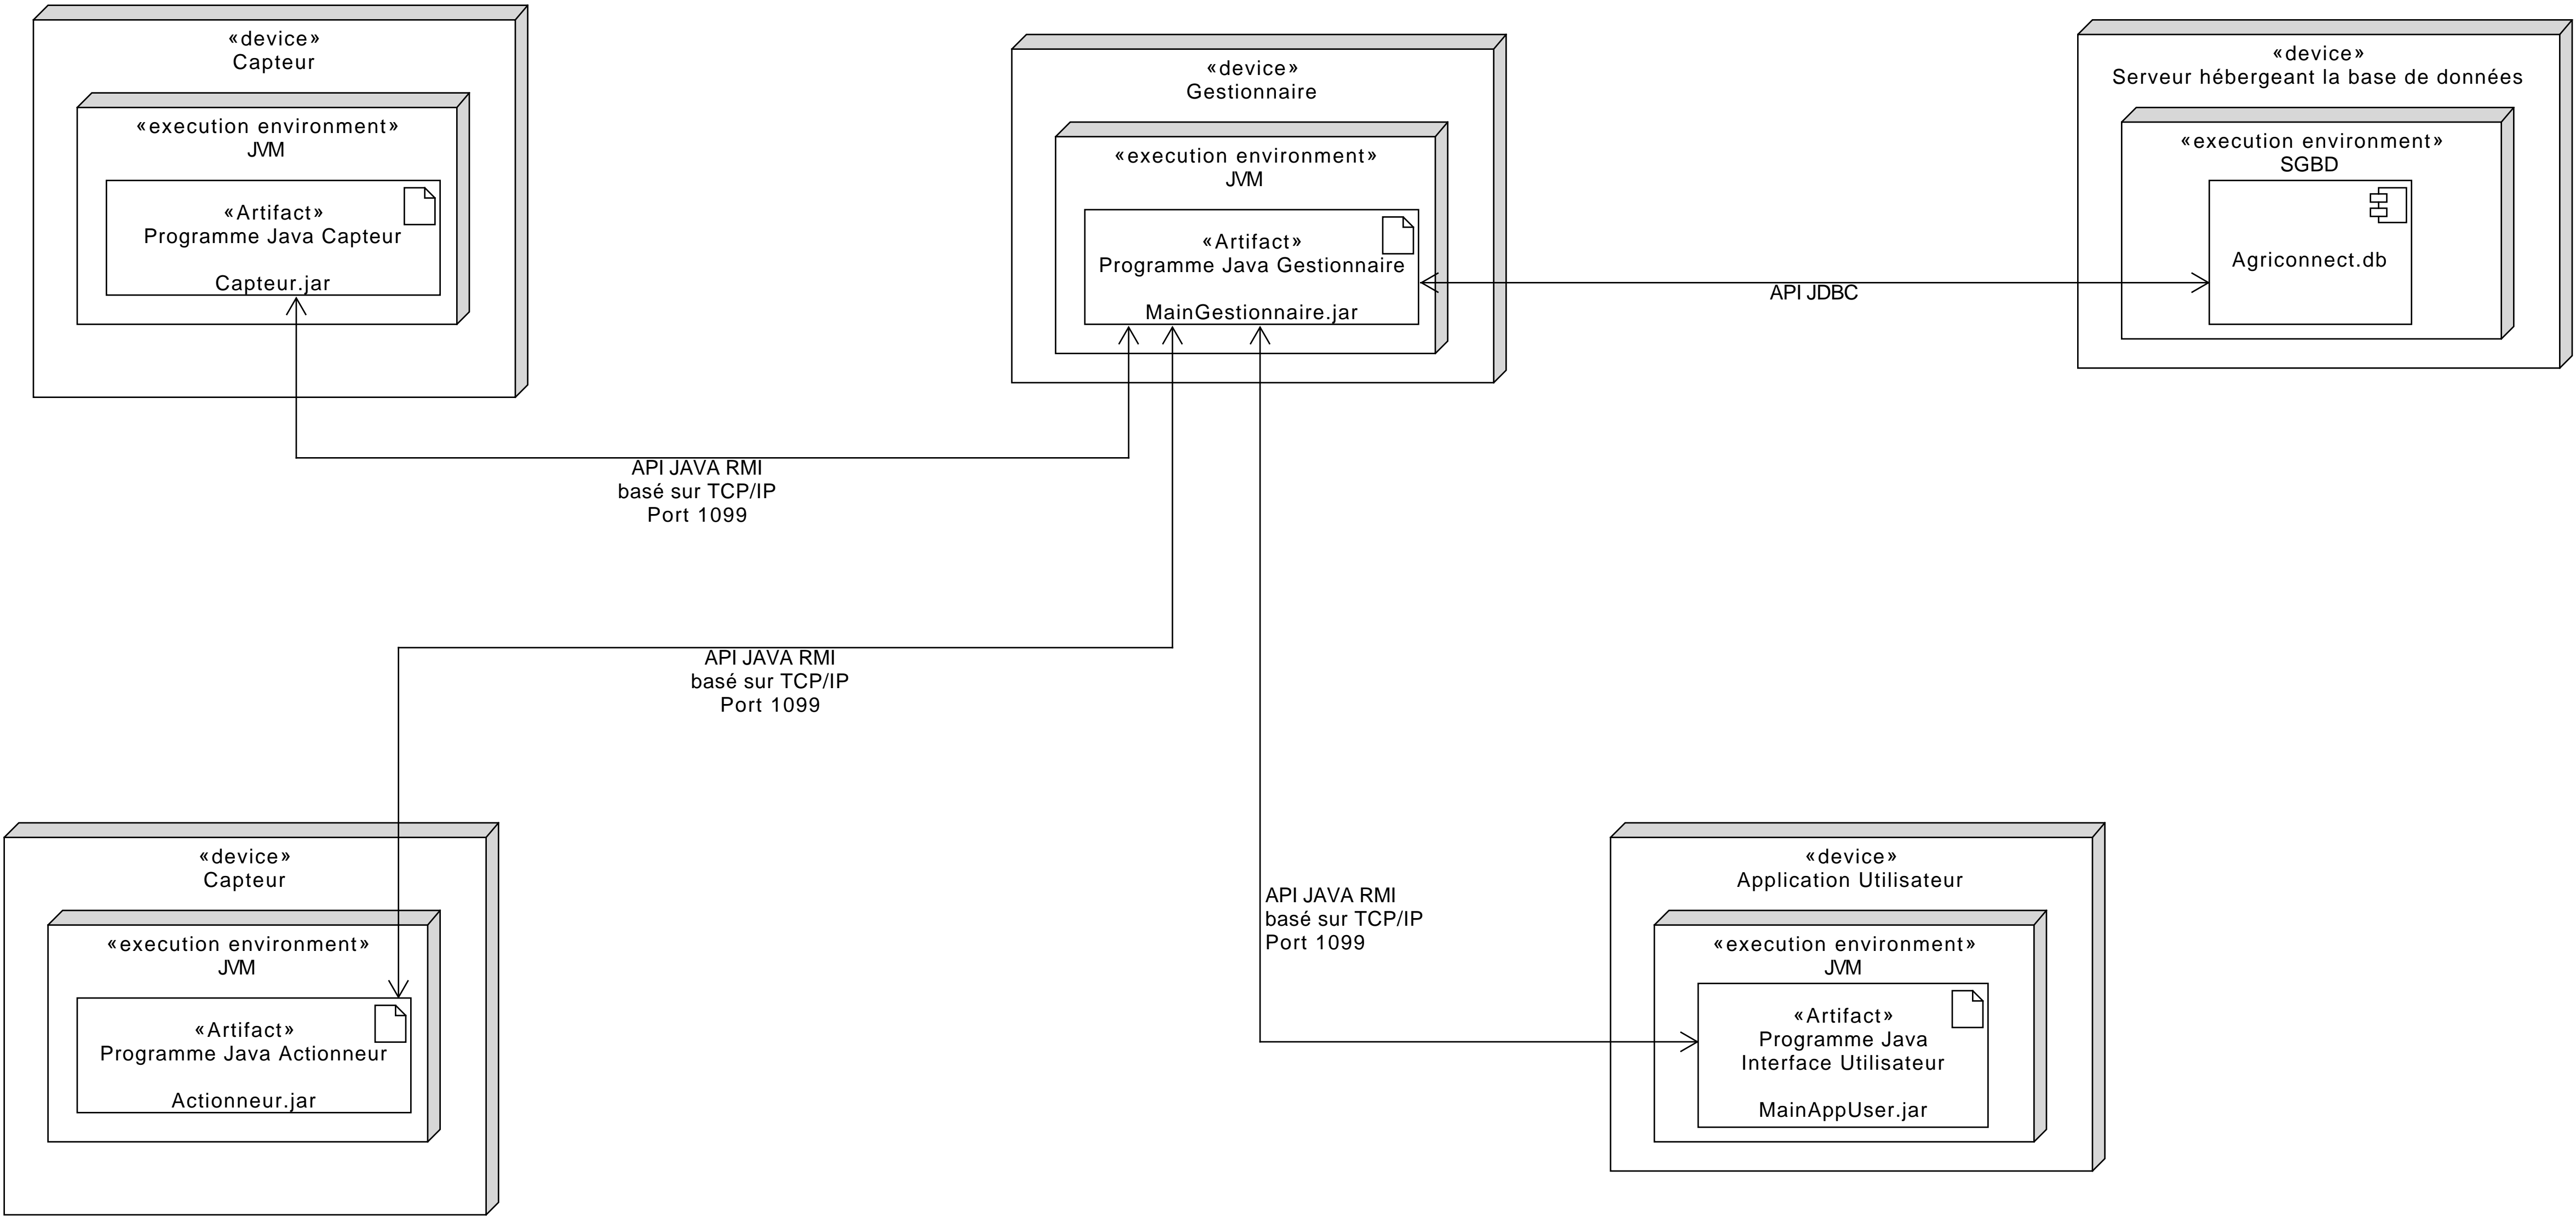 «device»
Capteur
«execution environment»
JVM
«Artifact»
Programme Java Capteur
Capteur.jar
«device»
Gestionnaire
«execution environment»
JVM
«Artifact»
Programme Java Gestionnaire
MainGestionnaire.jar
«device»
Serveur hébergeant la base de données
«execution environment»
SGBD
Agriconnect.db
API JDBC
API JAVA RMI
basé sur TCP/IP
Port 1099
API JAVA RMI
basé sur TCP/IP
Port 1099
«device»
Capteur
«execution environment»
JVM
«Artifact»
Programme Java Actionneur
Actionneur.jar
API JAVA RMI
basé sur TCP/IP
Port 1099
«device»
Application Utilisateur
«execution environment»
JVM
«Artifact»
Programme Java
Interface Utilisateur
MainAppUser.jar